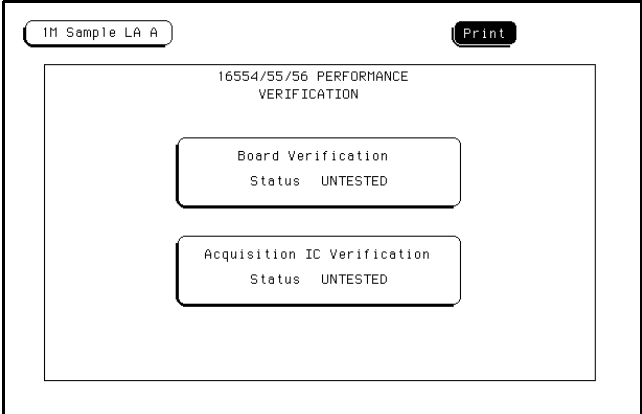 1M Sample LA A
Print
16554/55/56 PERFORMANCE
VERIFICATION
Board Verification
Status UNTESTED
Acquisition IC Verification
Status UNTESTED